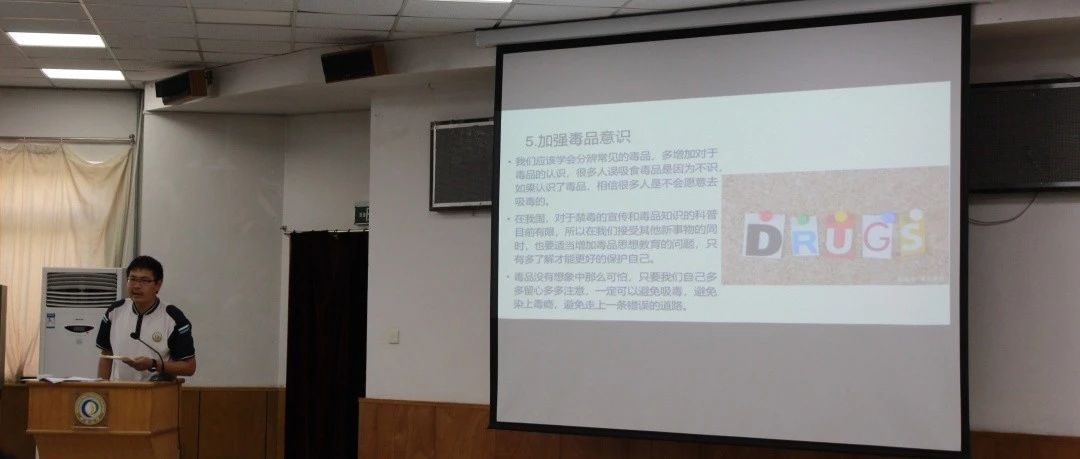 5.加强毒品意识
• 我们应该学会分辨常见的毒品，多增加对于
毒品的认识，很多人误吸食毒品是因为不识，
如果认识了毒品，相信很多人是不会愿意去
吸毒的。
• 在我国，对于禁毒的宣传和毒品知识的科普
目前有限，所以在我们接受其他新事物的同
时，也要适当增加毒品思想教育的问题，只
有多了解才能更好的保护自己。
• 毒品没有想象中那么可怕，只要我们自己多
多留心多多注意，一定可以避免吸毒，避免
染上毒瘾，避免走上一条错误的道路。
DRUGS